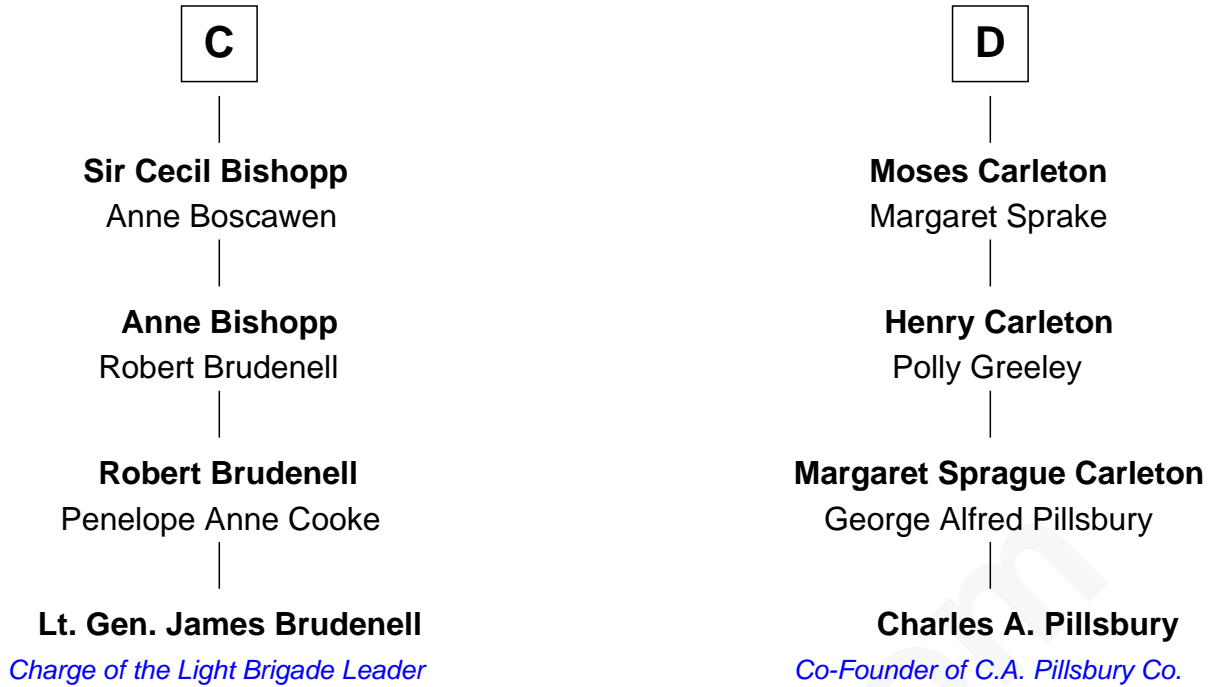 C
Sir Cecil Bishopp
Anne Boscawen
Anne Bishopp
Robert Brudenell
Robert Brudenell
Penelope Anne Cooke
Lt. Gen. James Brudenell
Charge of the Light Brigade Leader
D
Moses Carleton
Margaret Sprake
Henry Carleton
Polly Greeley
Margaret Sprague Carleton
George Alfred Pillsbury
Charles A. Pillsbury
Co-Founder of C.A. Pillsbury Co.